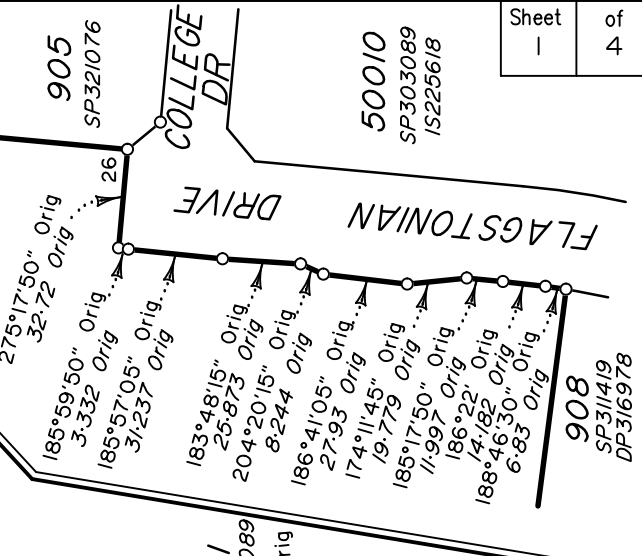 Sheet of
1 4
905
SP321076
COLLEGE
DR
50010
SP303089
IS225618
26
FLAGSTONIAN DRIVE
275°17'50" Orig
32.72 Orig
185°59'50" Orig
3.332 Orig
185°57'05" Orig
31.237 Orig
183°48'15" Orig
25.873 Orig
204°20'15" Orig
8.244 Orig
186°41'05" Orig
27.93 Orig
174°11'45" Orig
19.779 Orig
185°17'50" Orig
11.997 Orig
186°22' Orig
14.182 Orig
188°46'30" Orig
6.83 Orig
908
SP311419
DP316978
1
089
rig